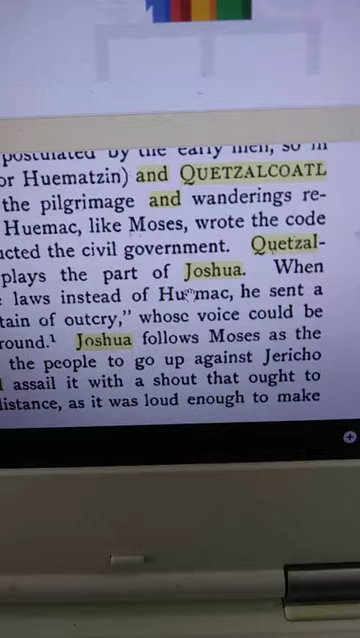 postulated by the early men, so in
or Huematzin) and QUETZALCOATL
the pilgrimage and wanderings re-
Huemac, like Moses, wrote the code
ucted the civil government. Quetzal-
plays the part of Joshua. When
laws instead of Huemac, he sent a
tain of outcry," whose voice could be
round.¹ Joshua follows Moses as the
the people to go up against Jericho
assail it with a shout that ought to
distance, as it was loud enough to make